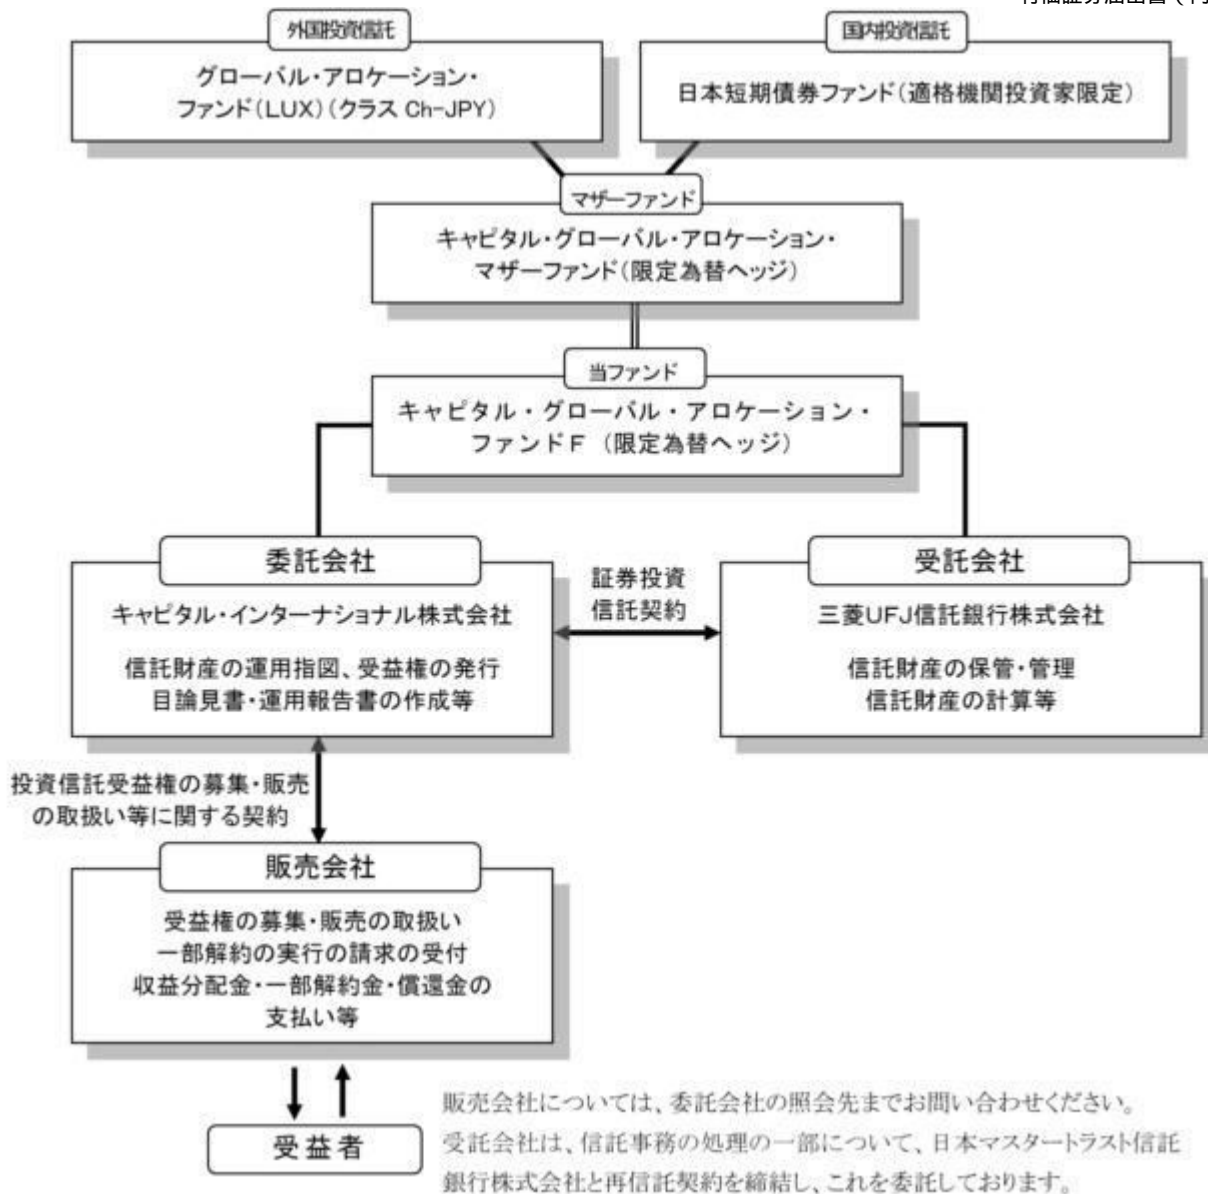 外国投資信託
グローバル・アロケーション・
ファンド(LUX)(クラス Ch-JPY)
国内投資信託
日本短期債券ファンド(適格機関投資家限定)
マザーファンド
キャピタル・グローバル・アロケーション・
マザーファンド(限定為替ヘッジ)
当ファンド
キャピタル・グローバル・アロケーション・
ファンドF (限定為替ヘッジ)
委託会社
キャピタル・インターナショナル株式会社
信託財産の運用指図、受益権の発行
目論見書・運用報告書の作成等
証券投資
信託契約
受託会社
三菱UFJ信託銀行株式会社
信託財産の保管・管理
信託財産の計算等
投資信託受益権の募集・販売
の取扱い等に関する契約
販売会社
受益権の募集・販売の取扱い
一部解約の実行の請求の受付
収益分配金・一部解約金・償還金の
支払い等
受益者
販売会社については、委託会社の照会先までお問い合わせください。
受託会社は、信託事務の処理の一部について、日本マスタートラスト信託
銀行株式会社と再信託契約を締結し、これを委託しております。